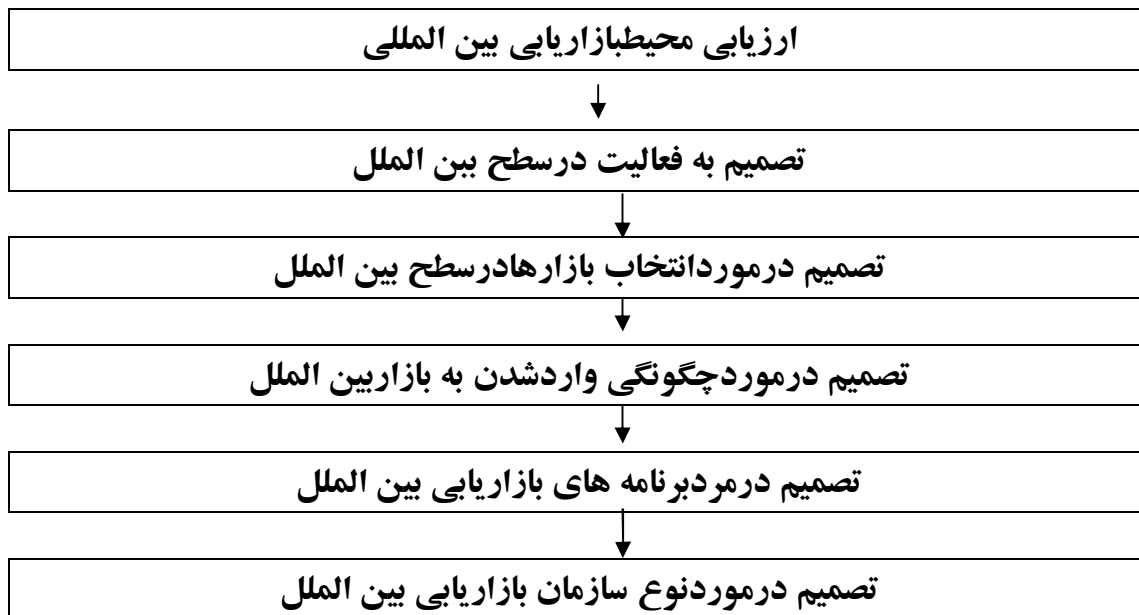 ارزیابی محیطبازاریابی بین المللی
تصمیم به فعالیت درسطح ببن الملل
تصمیم درموردانتخاب بازارهادرسطح بین الملل
تصمیم درموردچگونگی واردشدن به بازاربین الملل
تصمیم درمردبرنامه های بازاریابی بین الملل
تصمیم درموردنوع سازمان بازاریابی بین الملل